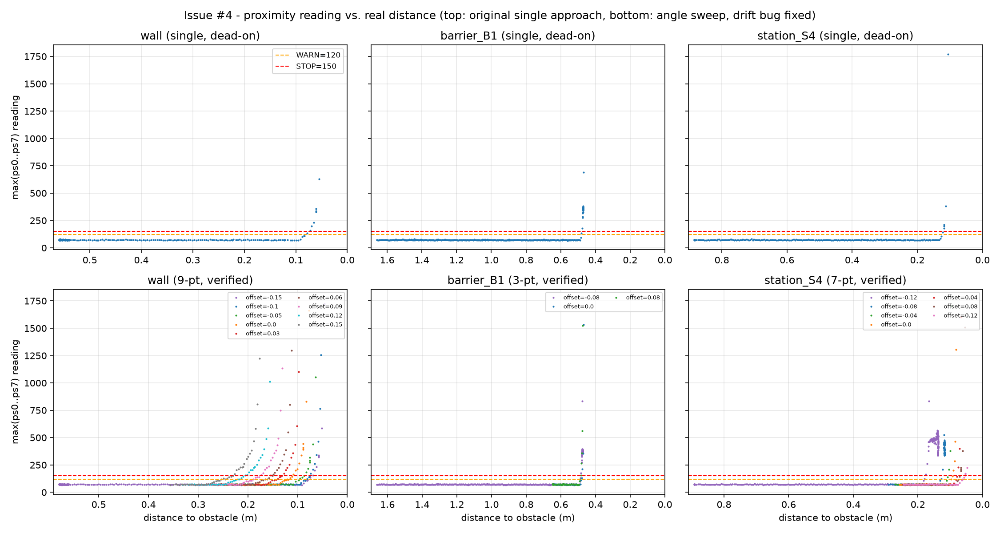 Issue #4 - proximity reading vs. real distance (top: original single approach, bottom: angle sweep, drift bug fixed)
wall (single, dead-on)
max(ps0..ps7) reading
1750
1500
1250
1000
750
500
250
0
WARN=120
STOP=150
0.5 0.4 0.3 0.2 0.1 0.0
barrier_B1 (single, dead-on)
1.6 1.4 1.2 1.0 0.8 0.6 0.4 0.2 0.0
station_S4 (single, dead-on)
0.8 0.6 0.4 0.2 0.0
wall (9-pt, verified)
max(ps0..ps7) reading
1750
1500
1250
1000
750
500
250
0
offset=-0.15 offset=0.06
offset=-0.1 offset=0.09
offset=-0.05 offset=0.12
offset=0.0 offset=0.15
offset=0.03
0.5 0.4 0.3 0.2 0.1 0.0
distance to obstacle (m)
barrier_B1 (3-pt, verified)
offset=-0.08 offset=0.08
offset=0.0
1.6 1.4 1.2 1.0 0.8 0.6 0.4 0.2 0.0
distance to obstacle (m)
station_S4 (7-pt, verified)
offset=-0.12 offset=0.04
offset=-0.08 offset=0.08
offset=-0.04 offset=0.12
offset=0.0
0.8 0.6 0.4 0.2 0.0
distance to obstacle (m)